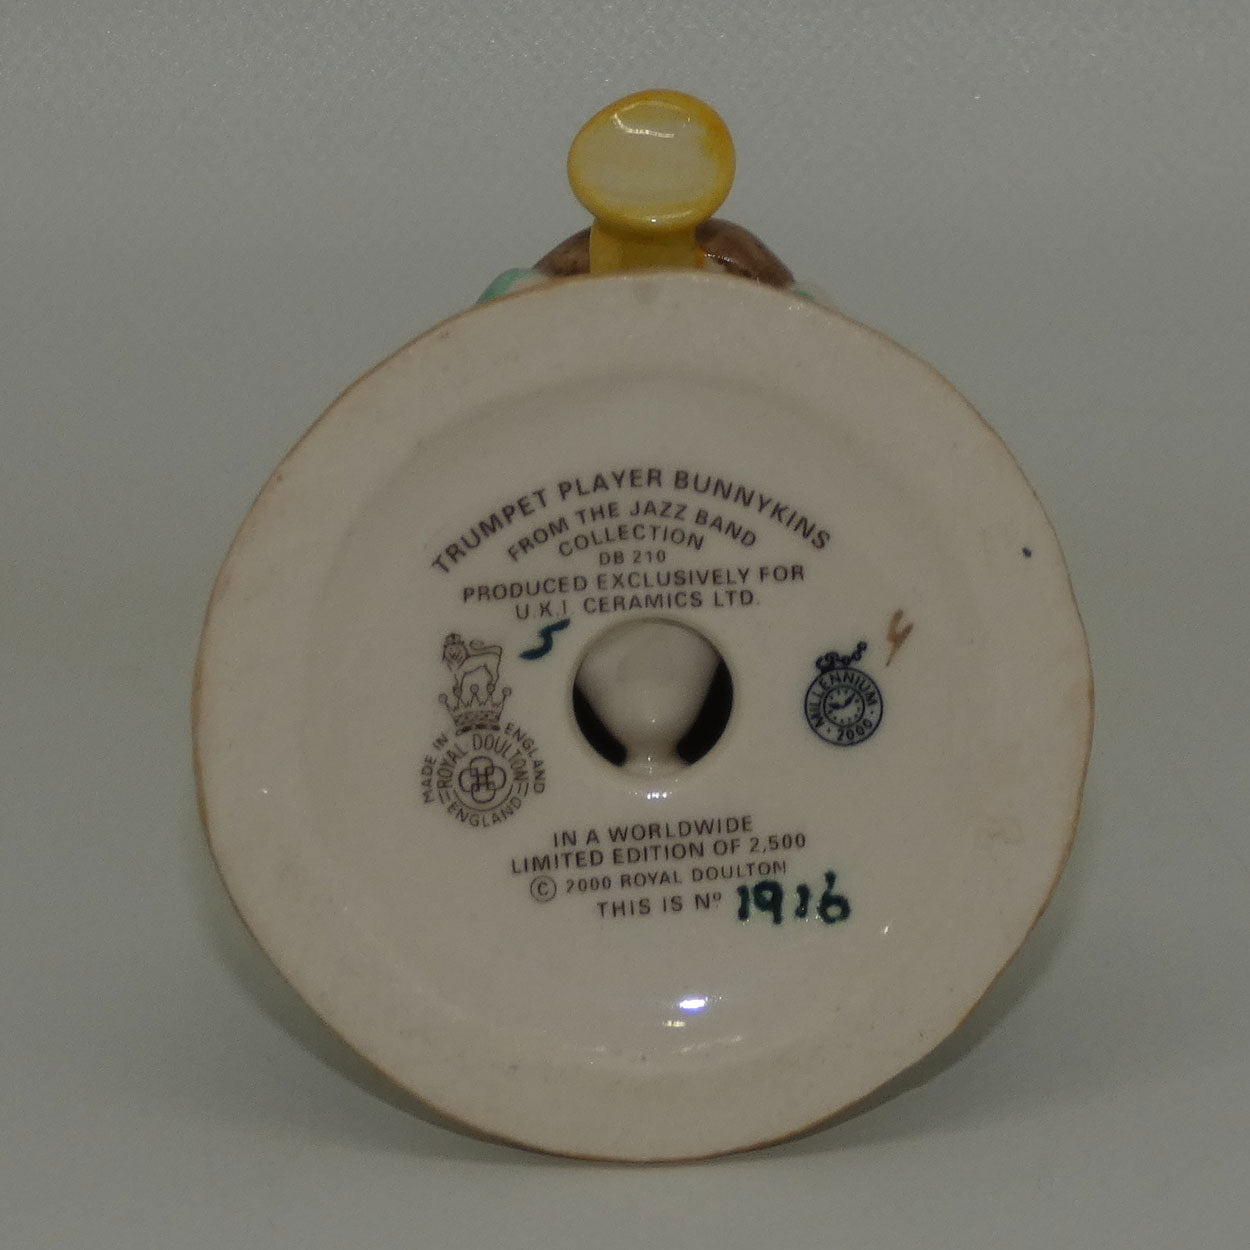 TRUMPET PLAYER BUNNYKINS
FROM THE JAZZ BAND
COLLECTION
DB 210
PRODUCED EXCLUSIVELY FOR
U.K.I. CERAMICS LTD.
5
4
MADE IN ENGLAND
ROYAL DOULTON
ENGLAND
MILLENNIUM
2000
IN A WORLDWIDE
LIMITED EDITION OF 2,500
© 2000 ROYAL DOULTON
THIS IS Nº 1916